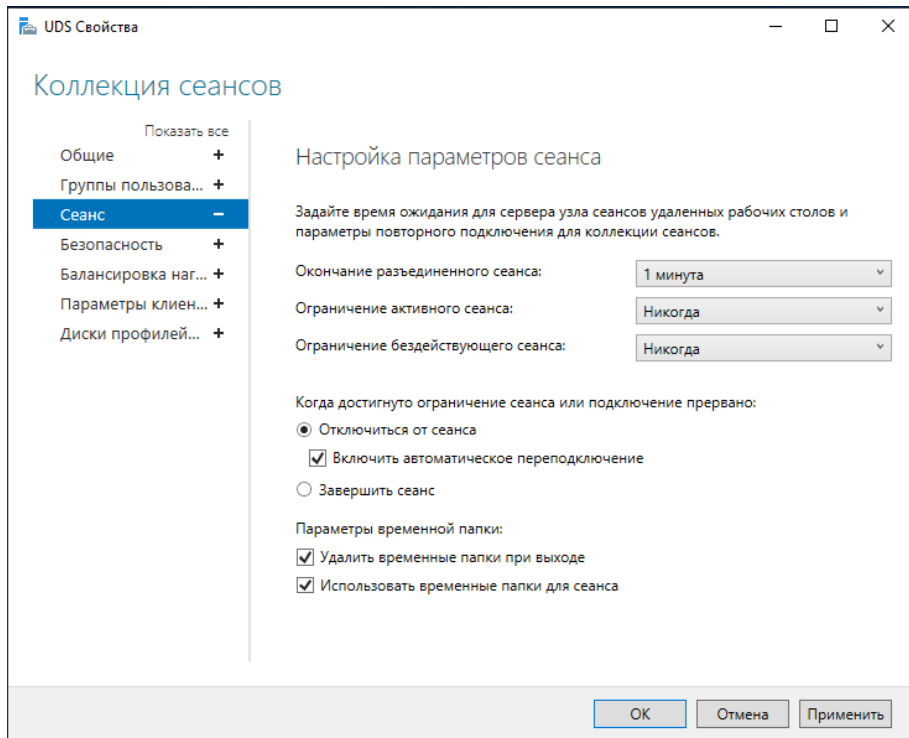 UDS Свойства
Коллекция сеансов
Показать все
Общие +
Группы пользова... +
Сеанс −
Безопасность +
Балансировка наг... +
Параметры клиен... +
Диски профилей... +
Настройка параметров сеанса
Задайте время ожидания для сервера узла сеансов удаленных рабочих столов и
параметры повторного подключения для коллекции сеансов.
Окончание разъединенного сеанса: 1 минута
Ограничение активного сеанса: Никогда
Ограничение бездействующего сеанса: Никогда
Когда достигнуто ограничение сеанса или подключение прервано:
Отключиться от сеанса
Включить автоматическое переподключение
Завершить сеанс
Параметры временной папки:
Удалить временные папки при выходе
Использовать временные папки для сеанса
ОК Отмена Применить